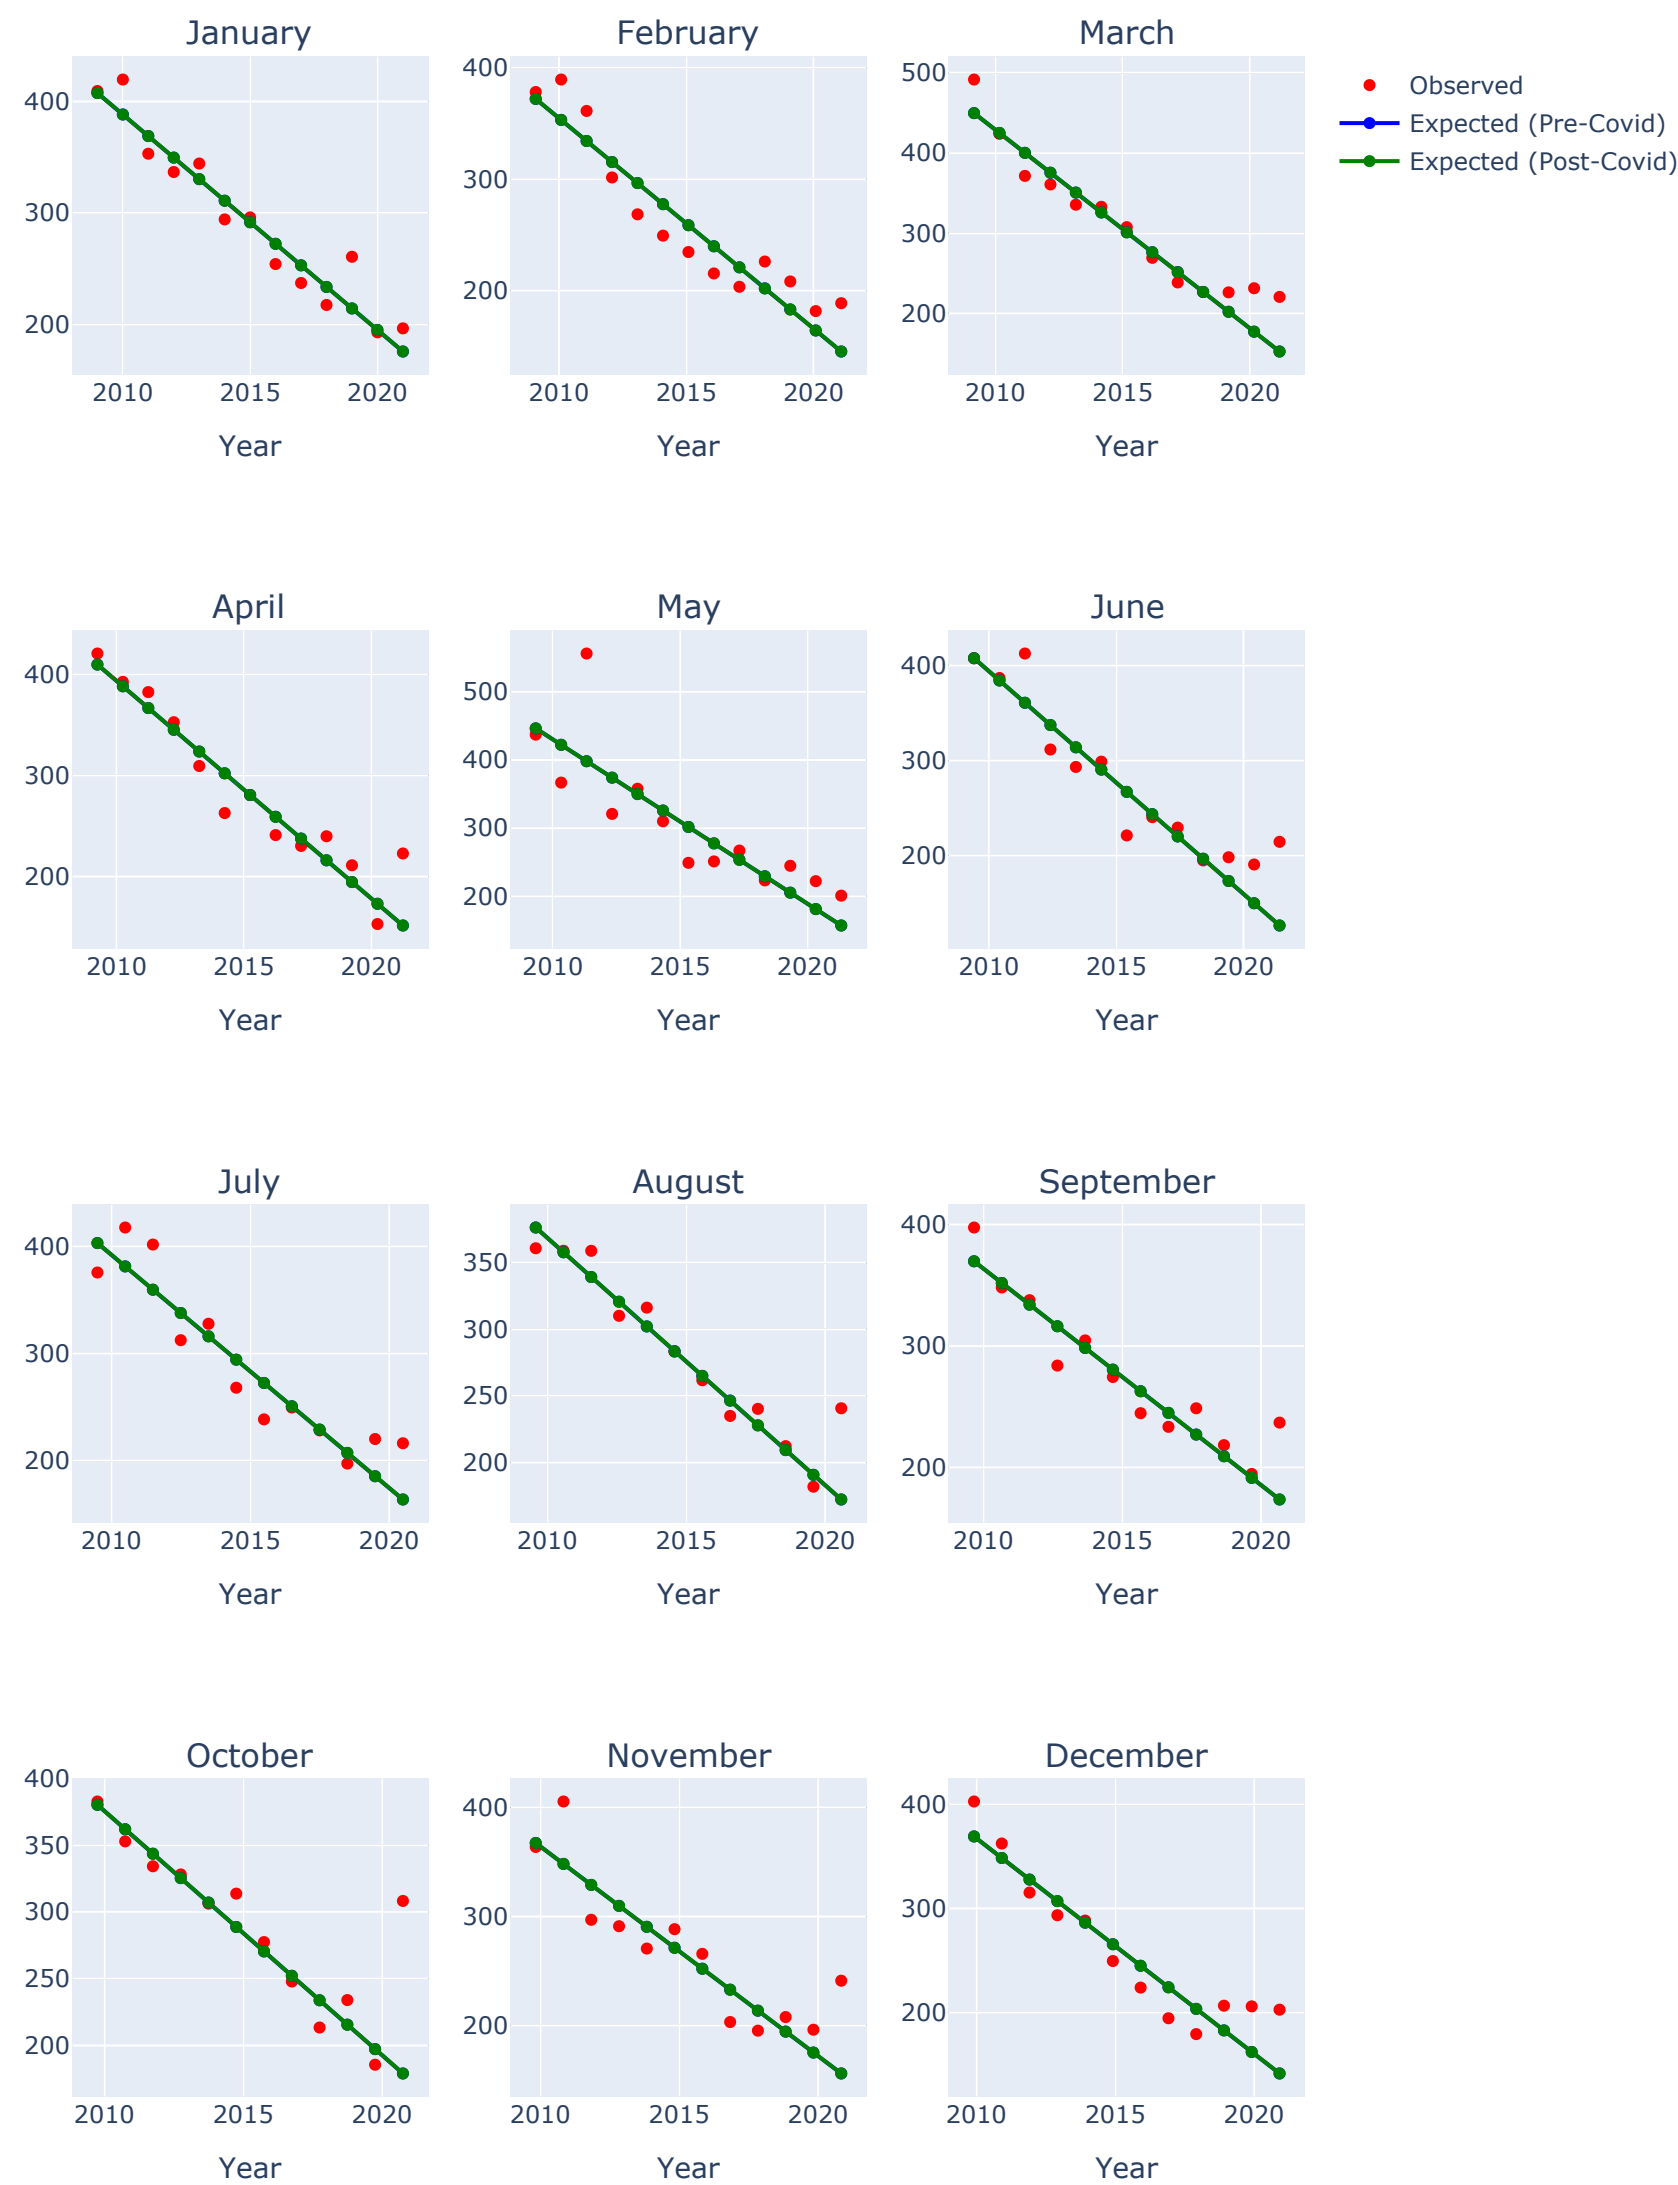 January February March
400
300
200
2010 2015 2020
Year
400
300
200
2010 2015 2020
Year
500
400
300
200
2010 2015 2020
Year
Observed
Expected (Pre-Covid)
Expected (Post-Covid)
April May June
400
300
200
2010 2015 2020
Year
500
400
300
200
2010 2015 2020
Year
400
300
200
2010 2015 2020
Year
July August September
400
300
200
2010 2015 2020
Year
350
300
250
200
2010 2015 2020
Year
400
300
200
2010 2015 2020
Year
October November December
400
350
300
250
200
2010 2015 2020
Year
400
300
200
2010 2015 2020
Year
400
300
200
2010 2015 2020
Year